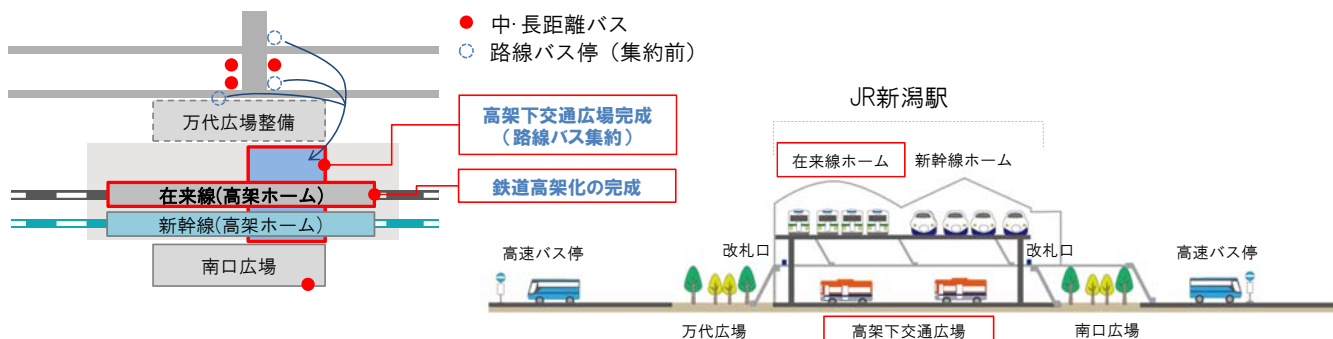 中・長距離バス
路線バス停（集約前）
万代広場整備
高架下交通広場完成
（路線バス集約）
在来線(高架ホーム)
鉄道高架化の完成
新幹線(高架ホーム)
南口広場
JR新潟駅
在来線ホーム
新幹線ホーム
高速バス停
改札口
改札口
高速バス停
万代広場
高架下交通広場
南口広場